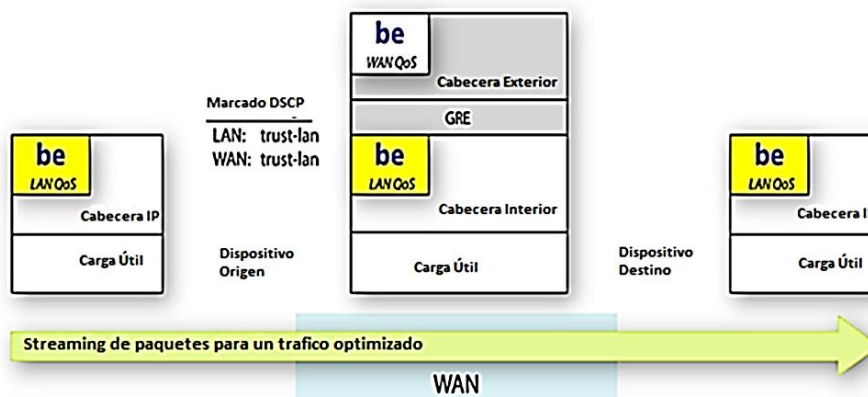 be
WAN QoS
Cabecera Exterior
GRE
Marcado DSCP
LAN: trust-lan
WAN: trust-lan
be
LAN QoS
Cabecera IP
Carga Útil
be
LAN QoS
Cabecera Interior
Carga Útil
Dispositivo
Origen
Dispositivo
Destino
be
LAN QoS
Cabecera I
Carga Útil
Streaming de paquetes para un trafico optimizado
WAN